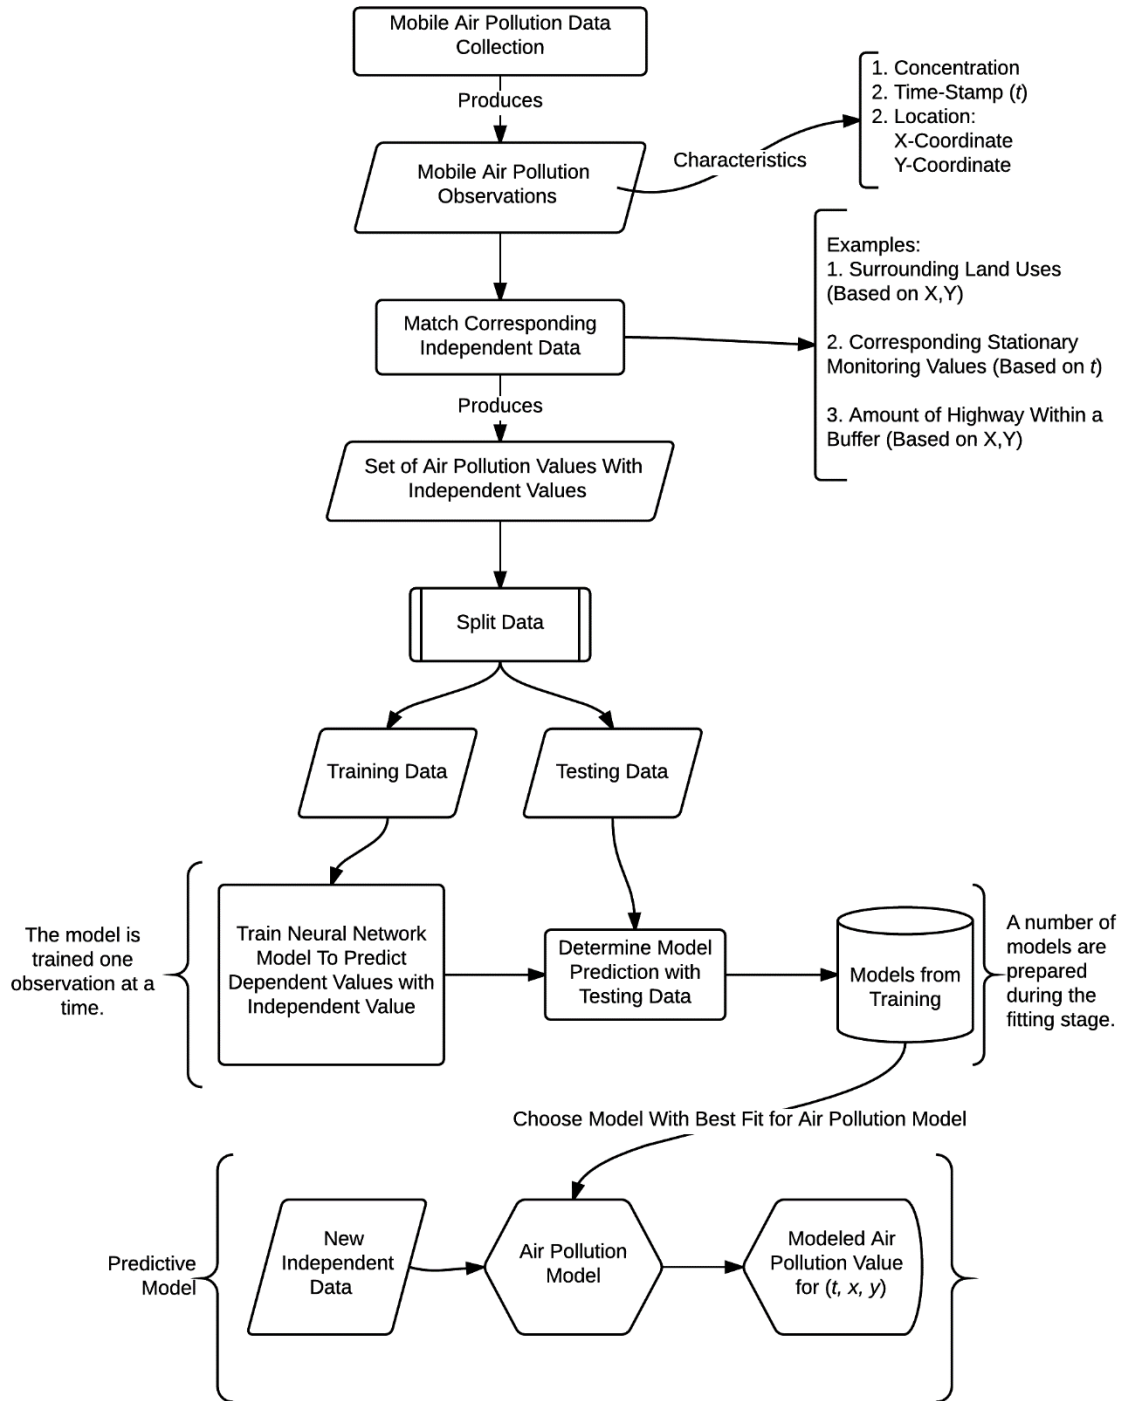 Mobile Air Pollution Data
Collection
Produces
1. Concentration
2. Time-Stamp (t)
2. Location:
X-Coordinate
Y-Coordinate
Characteristics
Mobile Air Pollution
Observations
Examples:
1. Surrounding Land Uses
(Based on X,Y)
2. Corresponding Stationary
Monitoring Values (Based on t)
3. Amount of Highway Within a
Buffer (Based on X,Y)
Match Corresponding
Independent Data
Produces
Set of Air Pollution Values With
Independent Values
Split Data
Training Data
Testing Data
The model is
trained one
observation at a
time.
Train Neural Network
Model To Predict
Dependent Values with
Independent Value
Determine Model
Prediction with
Testing Data
Models from
Training
A number of
models are
prepared
during the
fitting stage.
Choose Model With Best Fit for Air Pollution Model
Predictive
Model
New
Independent
Data
Air Pollution
Model
Modeled Air
Pollution Value
for (t, x, y)